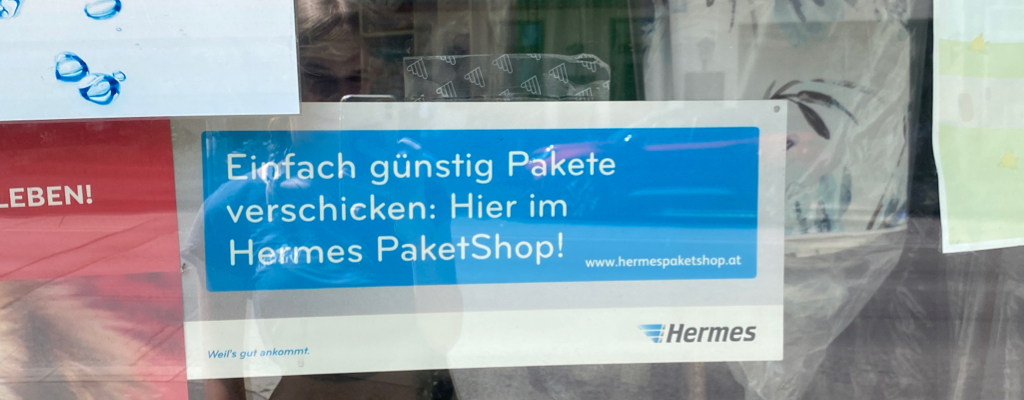 LEBEN!
Einfach günstig Pakete
verschicken: Hier im
Hermes PaketShop!
www.hermespaketshop.at
Hermes
Weil's gut ankommt.